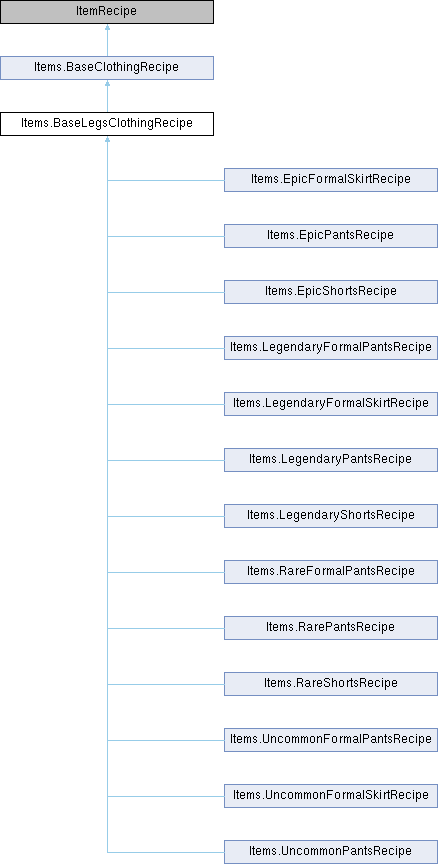 ItemRecipe
Items.BaseClothingRecipe
Items.BaseLegsClothingRecipe
Items.EpicFormalSkirtRecipe
Items.EpicPantsRecipe
Items.EpicShortsRecipe
Items.LegendaryFormalPantsRecipe
Items.LegendaryFormalSkirtRecipe
Items.LegendaryPantsRecipe
Items.LegendaryShortsRecipe
Items.RareFormalPantsRecipe
Items.RarePantsRecipe
Items.RareShortsRecipe
Items.UncommonFormalPantsRecipe
Items.UncommonFormalSkirtRecipe
Items.UncommonPantsRecipe